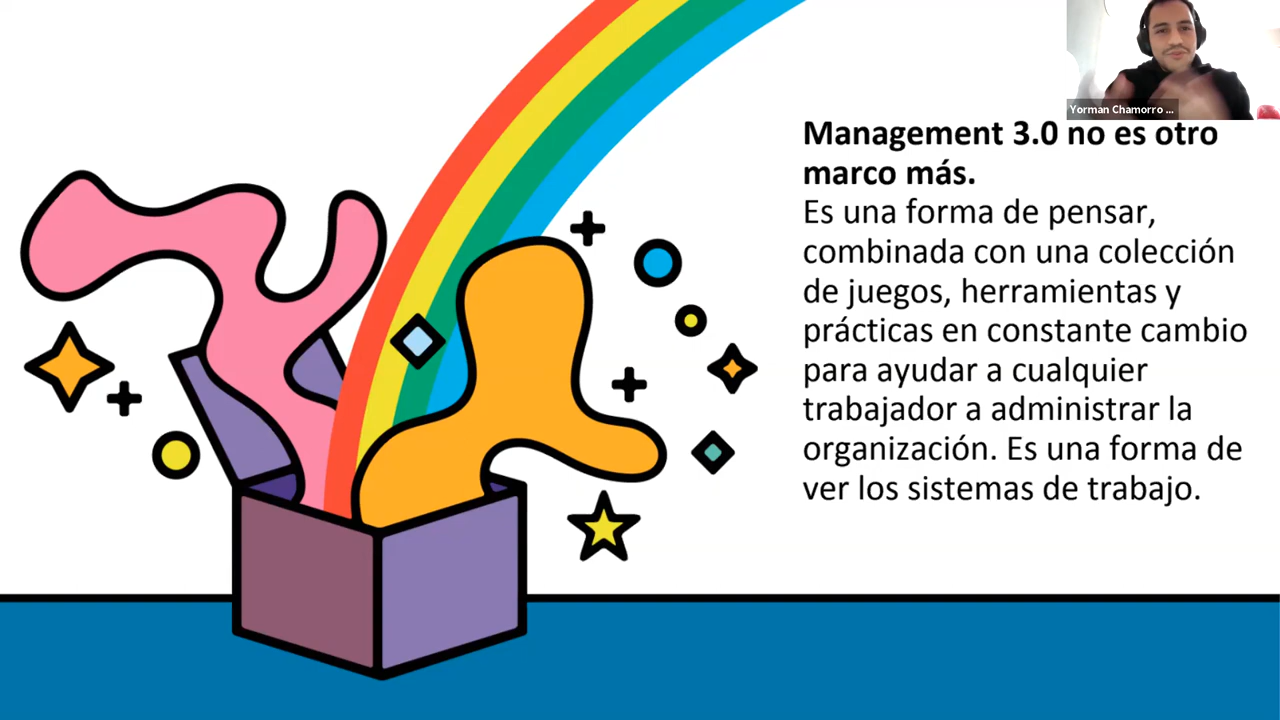 Yorman Chamorro ...
Management 3.0 no es otro
marco más.
Es una forma de pensar,
combinada con una colección
de juegos, herramientas y
prácticas en constante cambio
para ayudar a cualquier
trabajador a administrar la
organización. Es una forma de
ver los sistemas de trabajo.